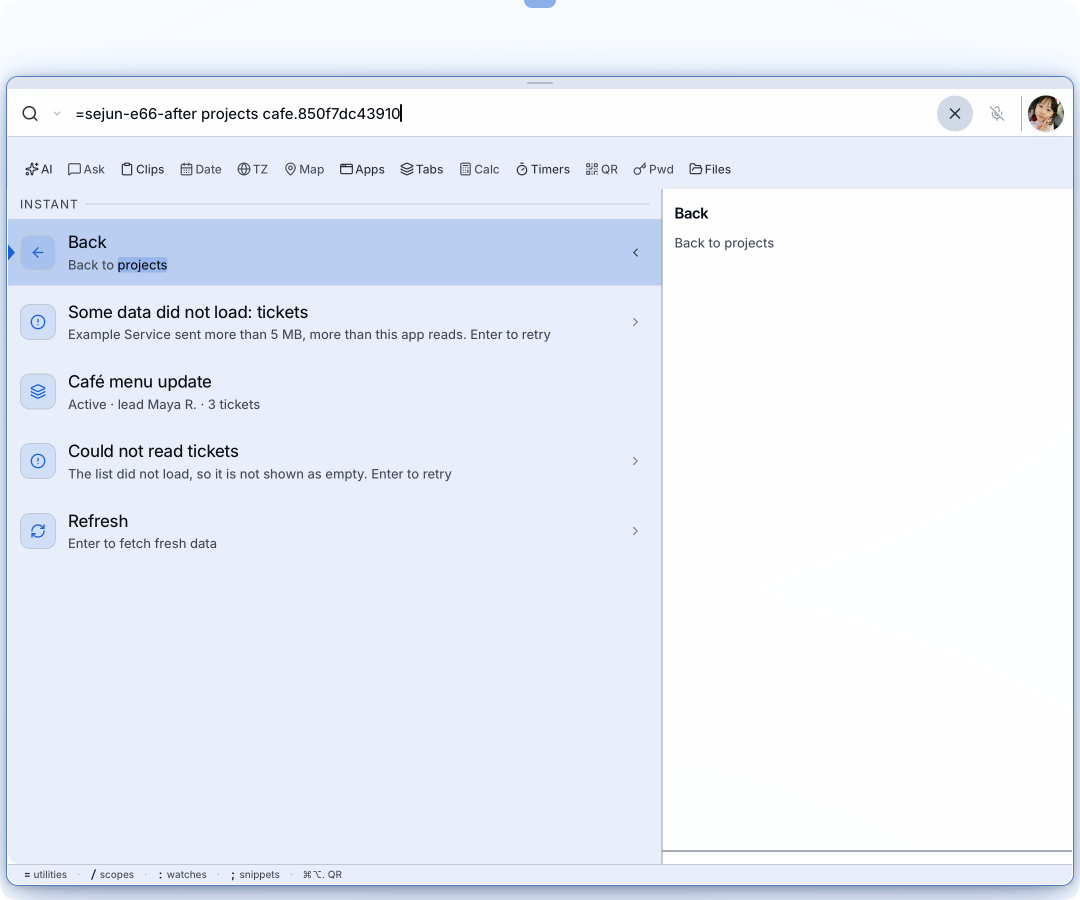 =sejun-e66-after projects cafe.850f7dc43910
AI Ask Clips Date TZ Map Apps Tabs Calc Timers QR Pwd Files
INSTANT
Back
Back to projects
Some data did not load: tickets
Example Service sent more than 5 MB, more than this app reads. Enter to retry
Café menu update
Active · lead Maya R. · 3 tickets
Could not read tickets
The list did not load, so it is not shown as empty. Enter to retry
Refresh
Enter to fetch fresh data
Back
Back to projects
= utilities · / scopes · : watches · ; snippets · ⌘⌥. QR